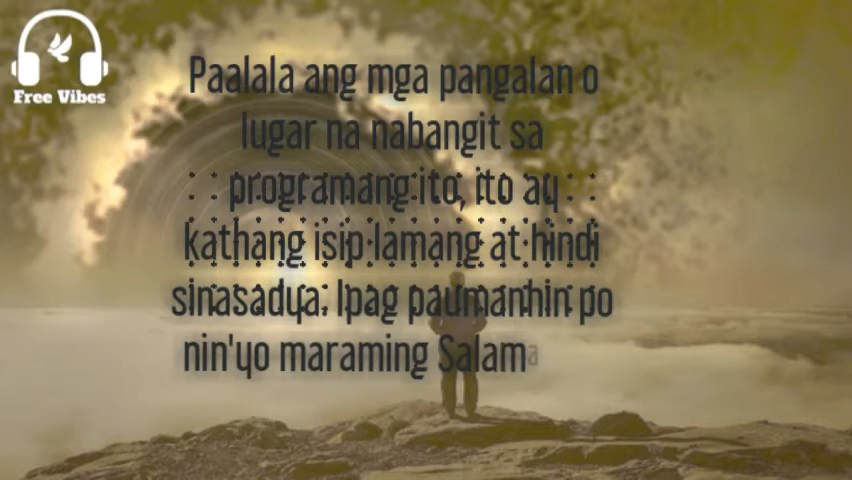 Free Vibes
Paalala ang mga pangalan o
lugar na nabangit sa
programang ito, ito ay
kathang isip lamang at hindi
sinasadya. Ipag paumanhin po
nin'yo maraming Salama